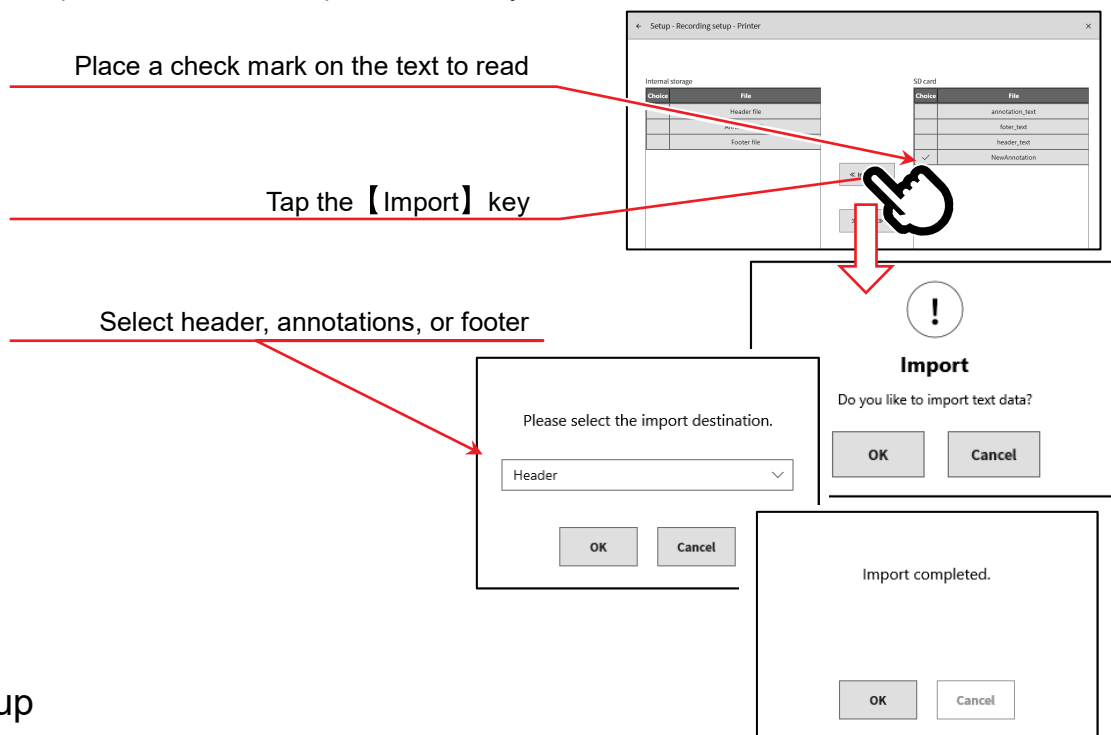 ← Setup - Recording setup - Printer ×
Place a check mark on the text to read
Internal storage
Choice File
Header file
Footer file
SD card
Choice File
annotation_text
foter_text
header_text
✓ NewAnnotation
Tap the【Import】key
!
Import
Do you like to import text data?
OK Cancel
Select header, annotations, or footer
Please select the import destination.
Header
OK Cancel
Import completed.
OK Cancel
up